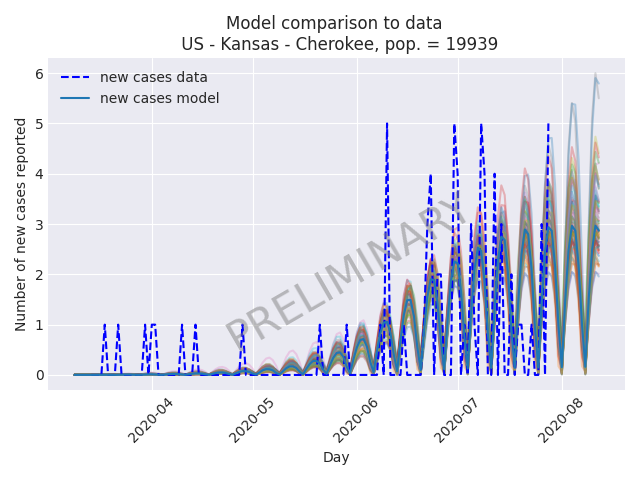 Model comparison to data
US - Kansas - Cherokee, pop. = 19939
new cases data
new cases model
Number of new cases reported
6
5
4
3
2
1
0
PRELIMINARY
2020-04
2020-05
2020-06
2020-07
2020-08
Day